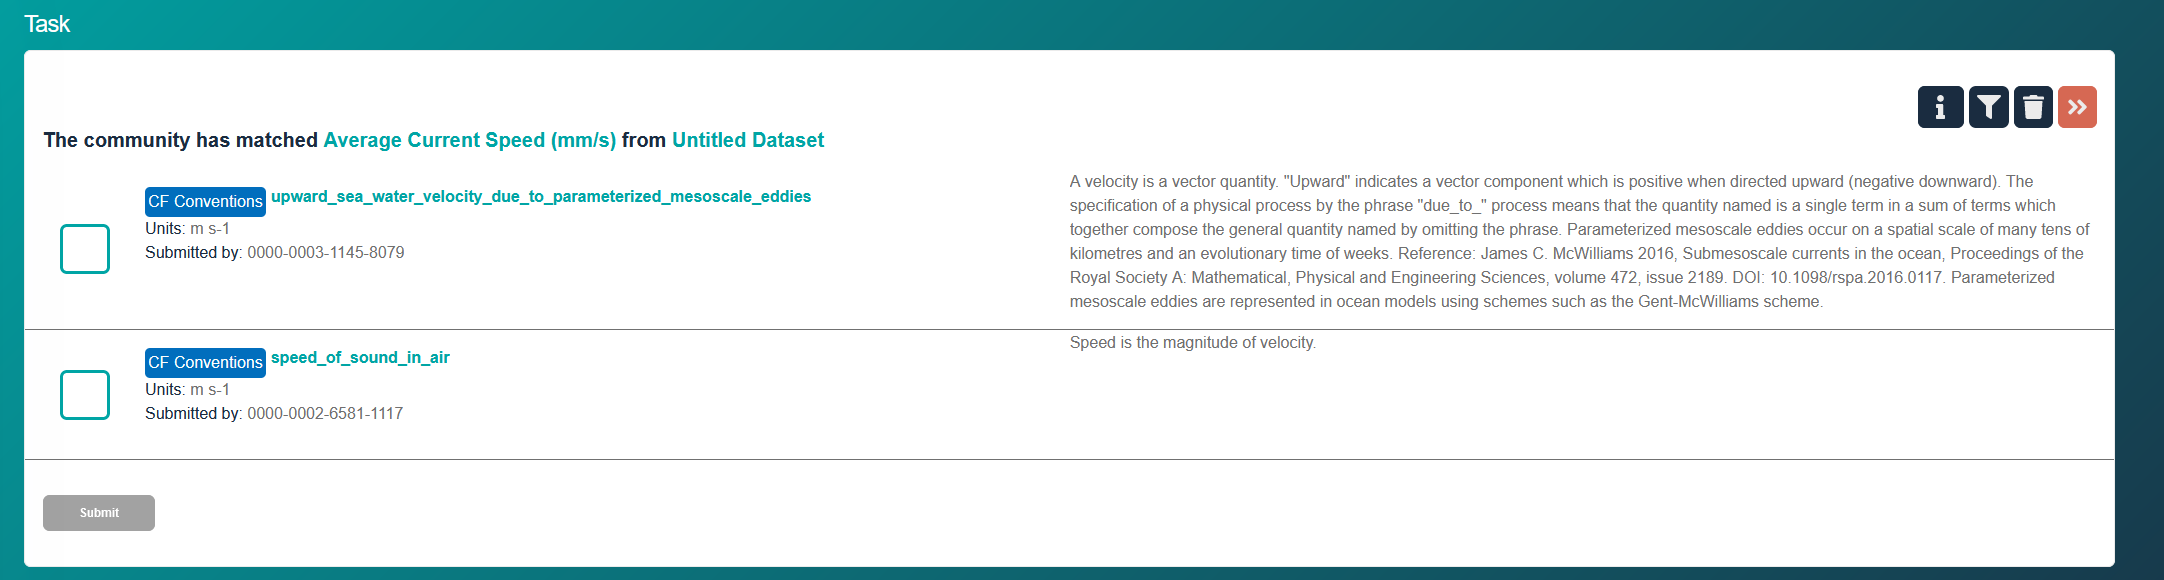 Task
The community has matched Average Current Speed (mm/s) from Untitled Dataset
CF Conventions upward_sea_water_velocity_due_to_parameterized_mesoscale_eddies
Units: m s-1
Submitted by: 0000-0003-1145-8079
A velocity is a vector quantity. "Upward" indicates a vector component which is positive when directed upward (negative downward). The
specification of a physical process by the phrase "due_to_" process means that the quantity named is a single term in a sum of terms which
together compose the general quantity named by omitting the phrase. Parameterized mesoscale eddies occur on a spatial scale of many tens of
kilometres and an evolutionary time of weeks. Reference: James C. McWilliams 2016, Submesoscale currents in the ocean, Proceedings of the
Royal Society A: Mathematical, Physical and Engineering Sciences, volume 472, issue 2189. DOI: 10.1098/rspa.2016.0117. Parameterized
mesoscale eddies are represented in ocean models using schemes such as the Gent-McWilliams scheme.
CF Conventions speed_of_sound_in_air
Units: m s-1
Submitted by: 0000-0002-6581-1117
Speed is the magnitude of velocity.
Submit